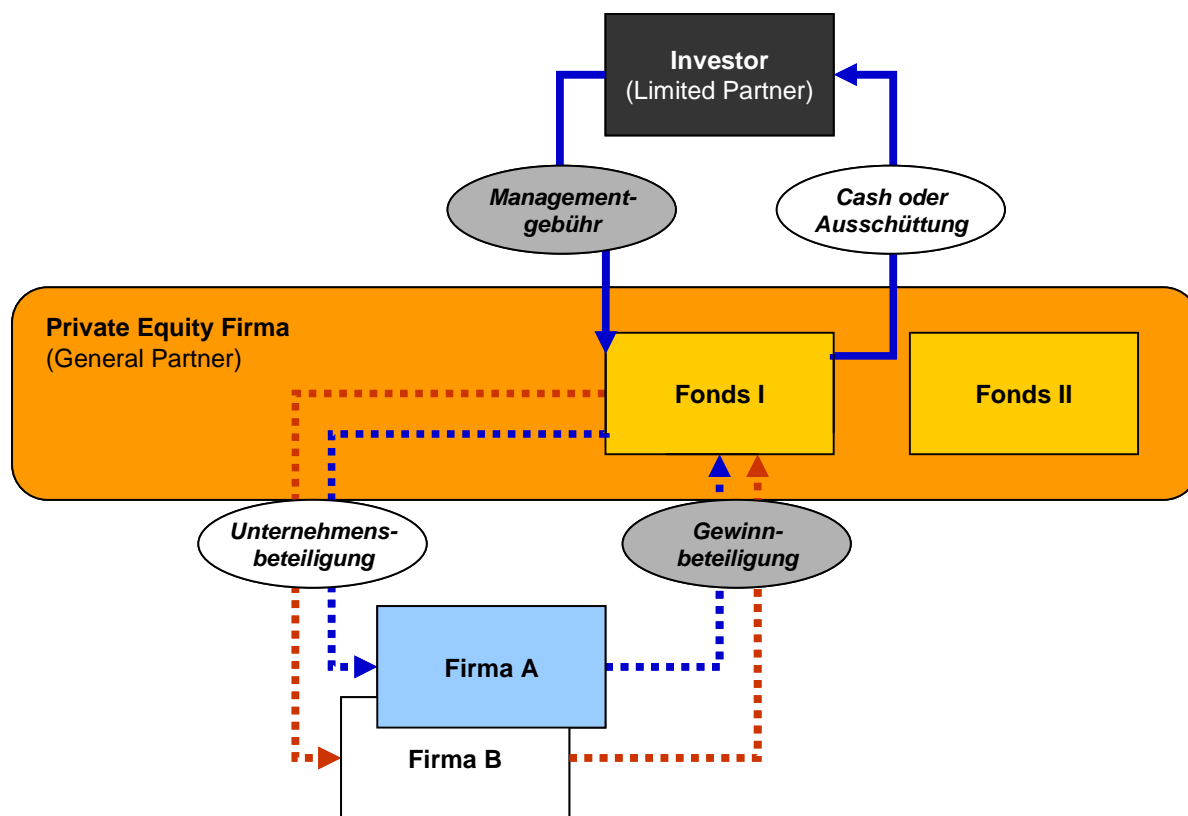 Investor
(Limited Partner)
Management-
gebühr
Cash oder
Ausschüttung
Private Equity Firma
(General Partner)
Fonds I
Fonds II
Unternehmens-
beteiligung
Gewinn-
beteiligung
Firma A
Firma B